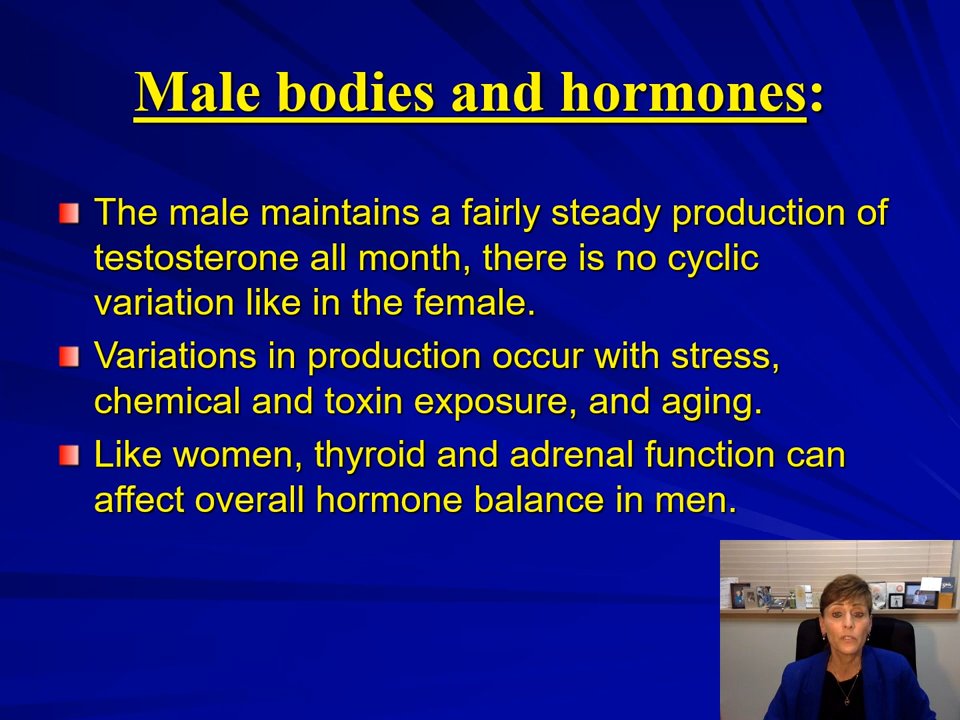 Male bodies and hormones:
The male maintains a fairly steady production of
testosterone all month, there is no cyclic
variation like in the female.
Variations in production occur with stress,
chemical and toxin exposure, and aging.
Like women, thyroid and adrenal function can
affect overall hormone balance in men.